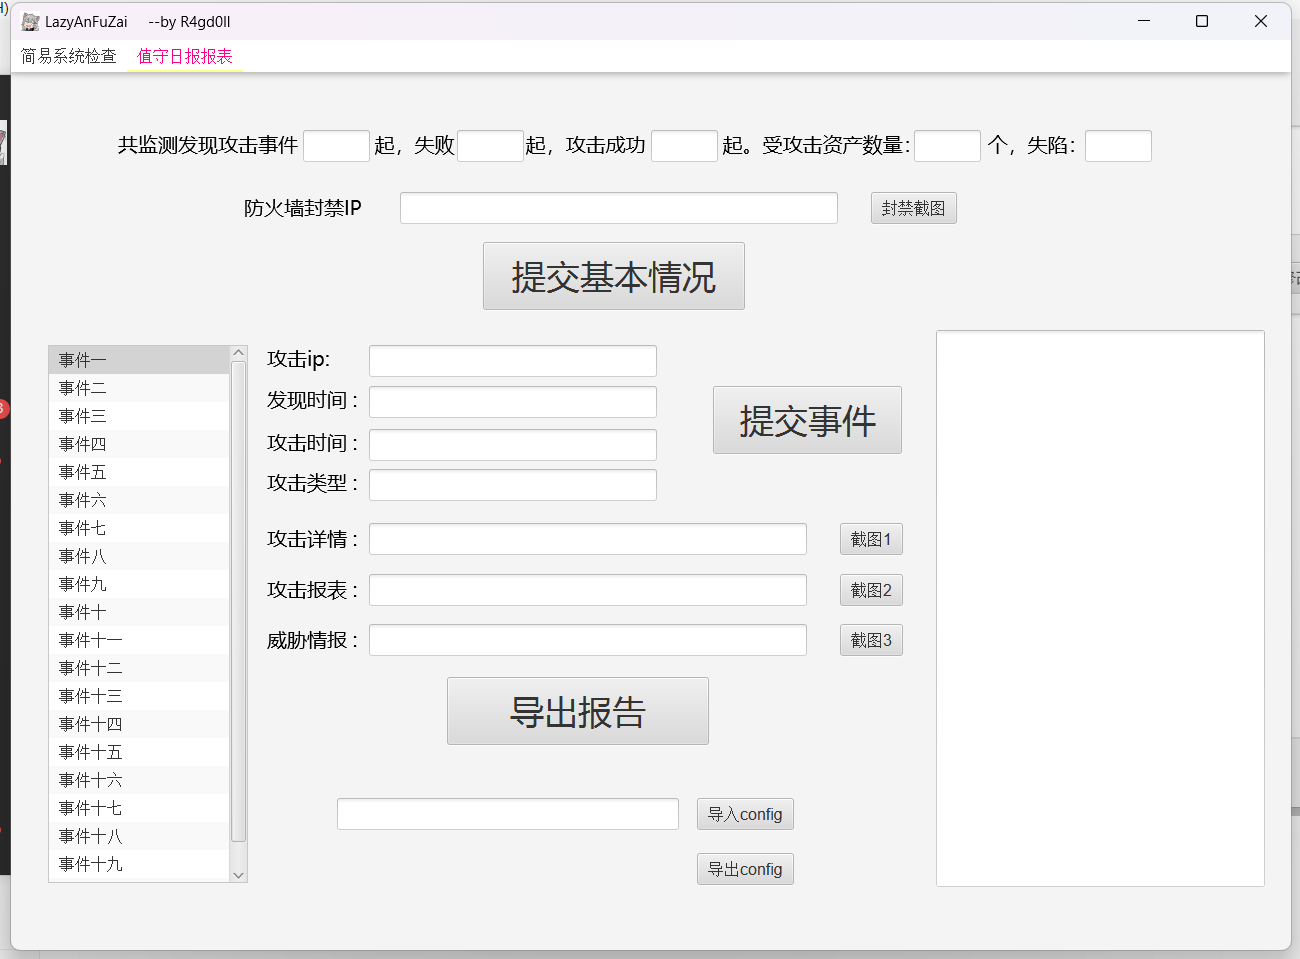 LazyAnFuZai --by R4gd0ll
简易系统检查 值守日报报表
共监测发现攻击事件 起，失败 起，攻击成功 起。受攻击资产数量： 个，失陷：
防火墙封禁IP 封禁截图
提交基本情况
事件一
事件二
事件三
事件四
事件五
事件六
事件七
事件八
事件九
事件十
事件十一
事件十二
事件十三
事件十四
事件十五
事件十六
事件十七
事件十八
事件十九
攻击ip:
发现时间：
攻击时间：
攻击类型：
提交事件
攻击详情： 截图1
攻击报表： 截图2
威胁情报： 截图3
导出报告
导入config
导出config